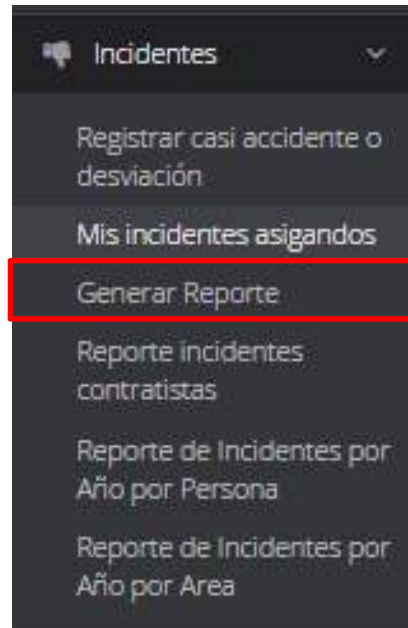 Incidentes
Registrar casi accidente o
desviación
Mis incidentes asigandos
Generar Reporte
Reporte incidentes
contratistas
Reporte de Incidentes por
Año por Persona
Reporte de Incidentes por
Año por Area